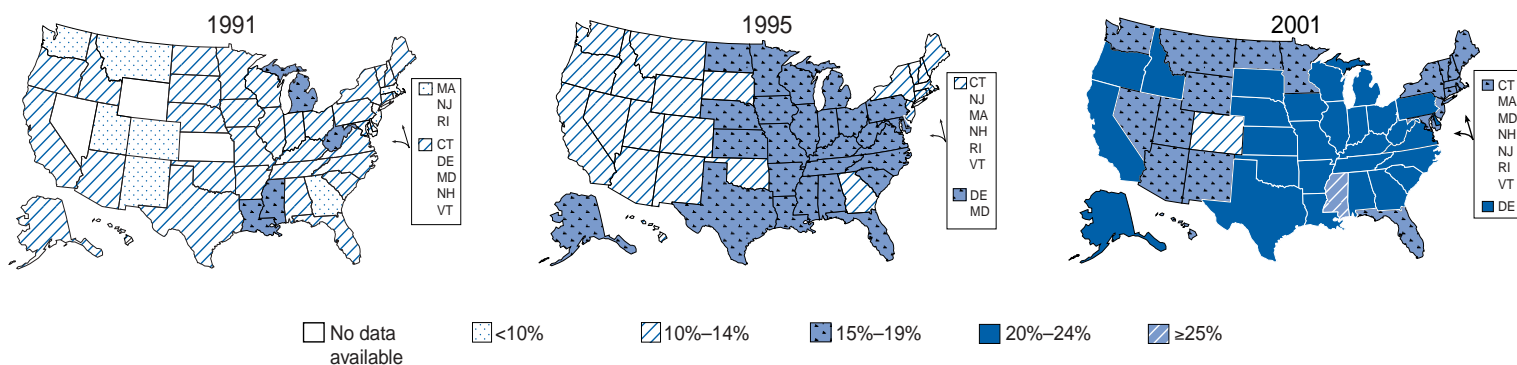 1991
1995
2001
MA
NJ
RI
CT
DE
MD
NH
VT
CT
NJ
MA
NH
RI
VT
DE
MD
CT
MA
MD
NH
NJ
RI
VT
DE
No data
available
<10%
10%–14%
15%–19%
20%–24%
≥25%